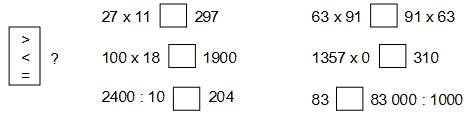 27 x 11 297 63 x 91 91 x 63
>
<
=
?
100 x 18 1900 1357 x 0 310
2400 : 10 204 83 83 000 : 1000